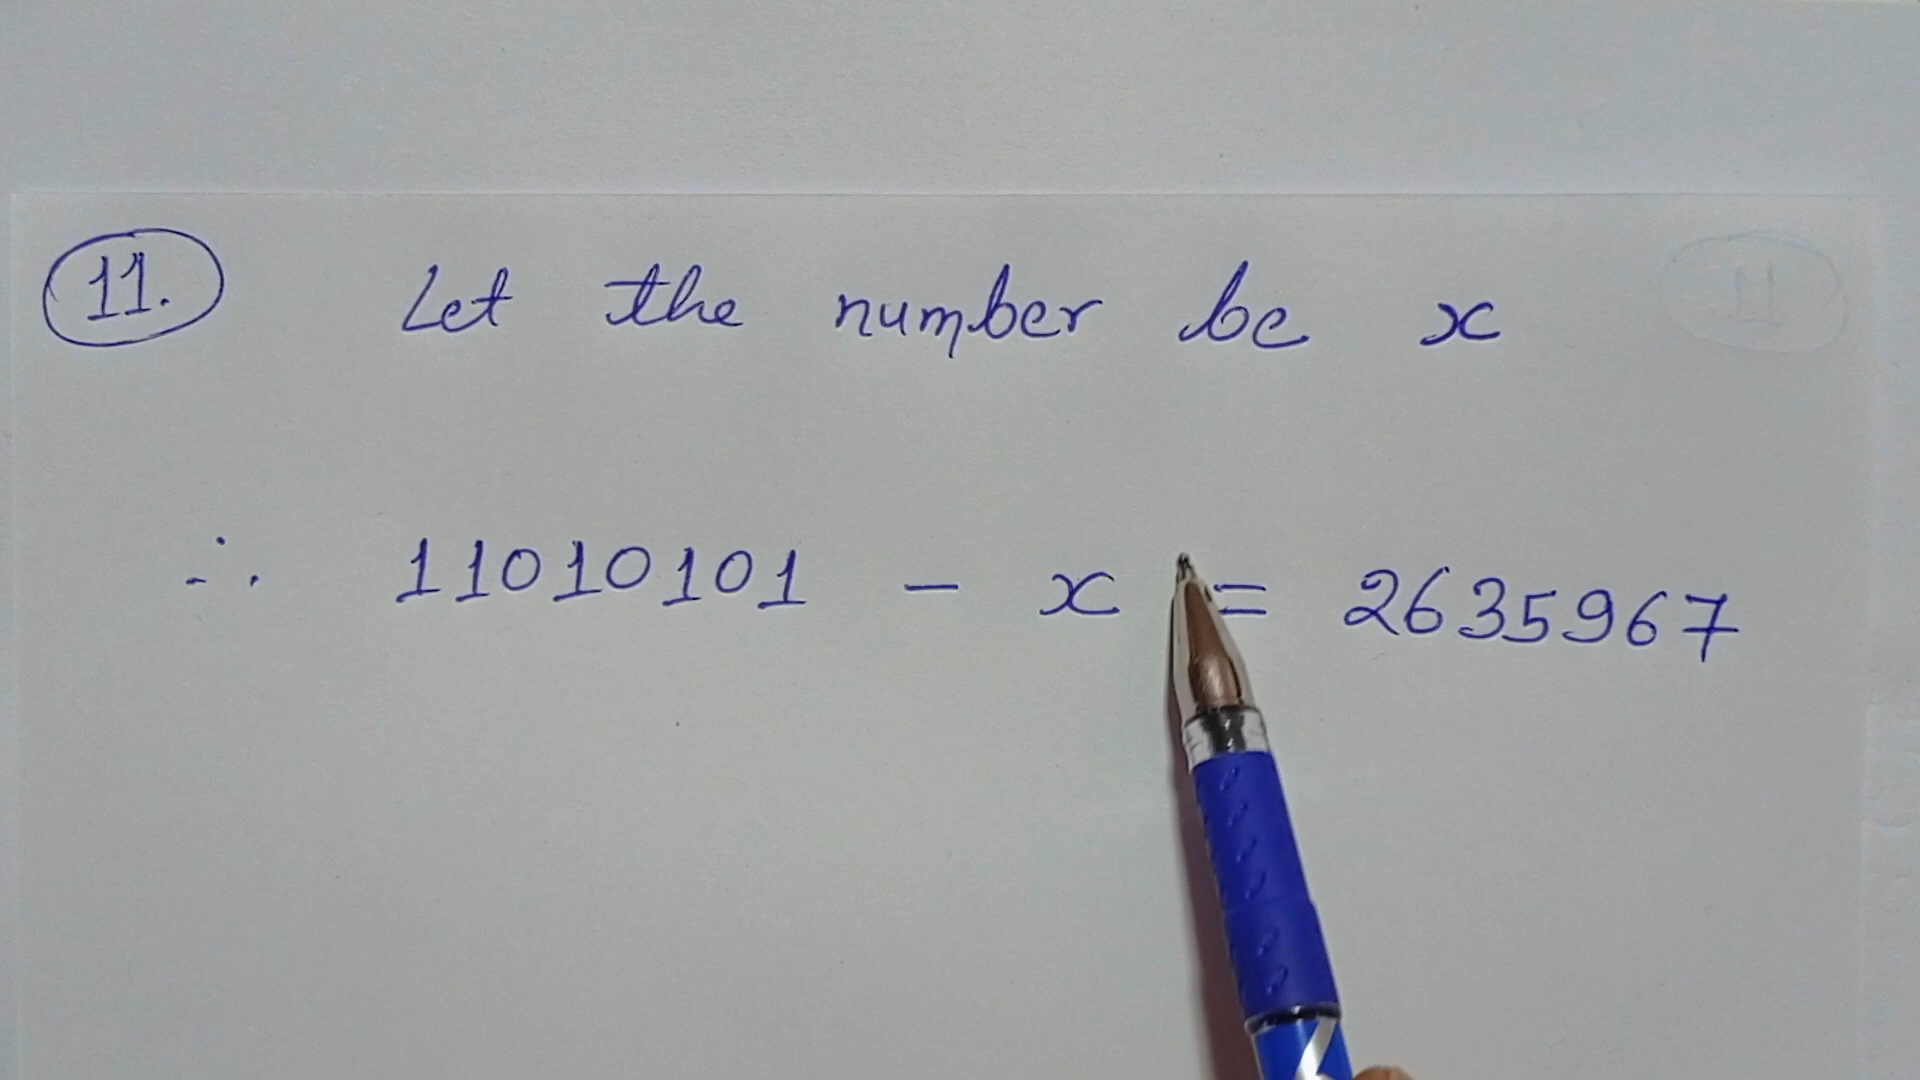 11. Let the number be x
∴ 11010101 - x = 2635967